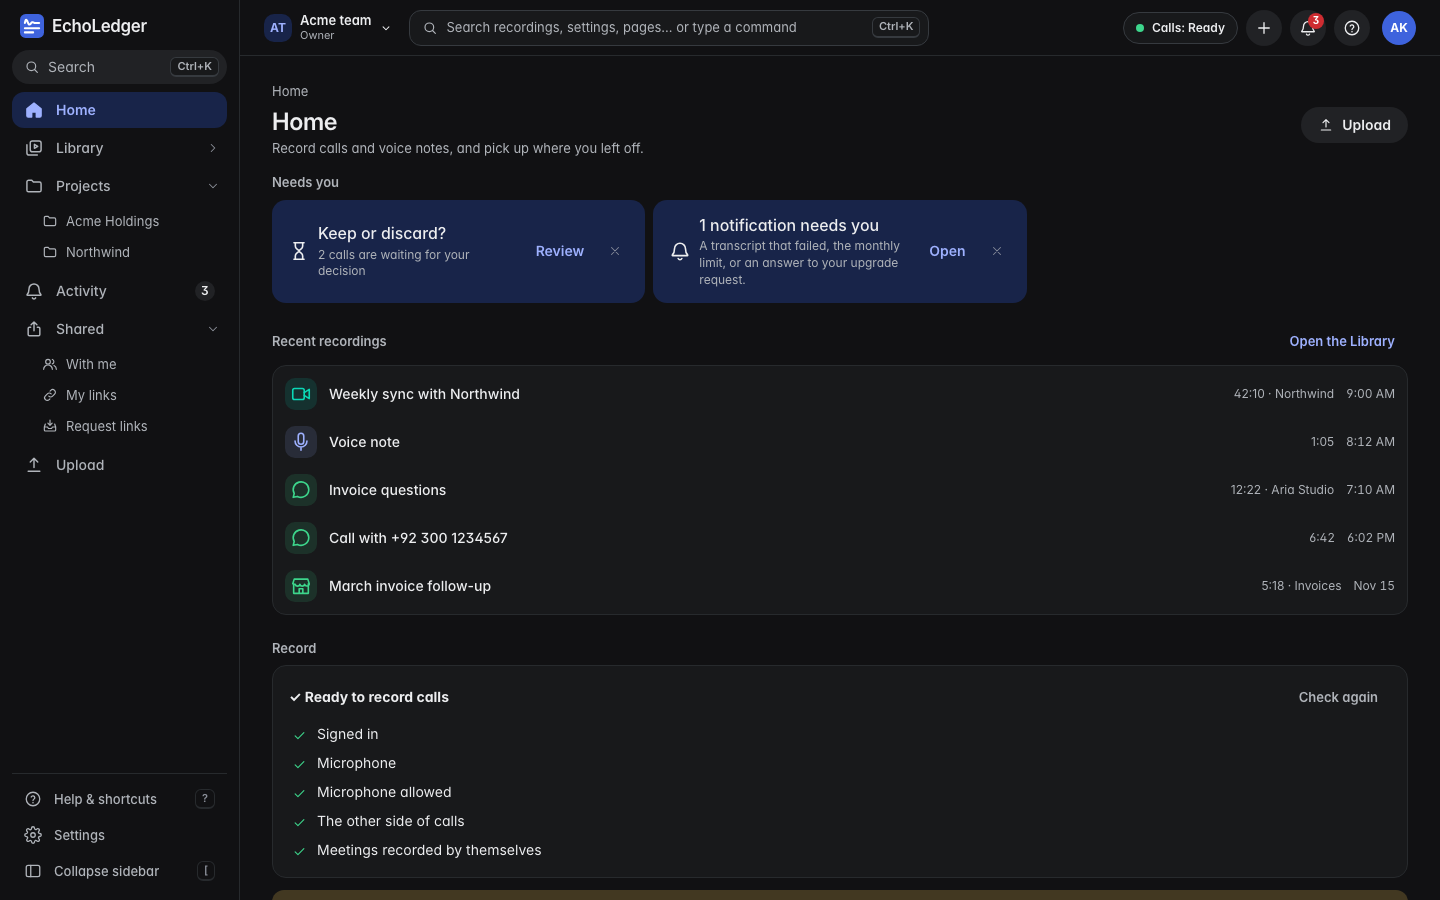 EchoLedger
Search Ctrl+K
Home
Library
Projects
Acme Holdings
Northwind
Activity 3
Shared
With me
My links
Request links
Upload
Help & shortcuts ?
Settings
Collapse sidebar [
AT Acme team
Owner
Search recordings, settings, pages... or type a command Ctrl+K
Calls: Ready
3
AK
Home
Home
Record calls and voice notes, and pick up where you left off.
Upload
Needs you
Keep or discard?
2 calls are waiting for your
decision
Review
1 notification needs you
A transcript that failed, the monthly
limit, or an answer to your upgrade
request.
Open
Recent recordings Open the Library
Weekly sync with Northwind 42:10 · Northwind 9:00 AM
Voice note 1:05 8:12 AM
Invoice questions 12:22 · Aria Studio 7:10 AM
Call with +92 300 1234567 6:42 6:02 PM
March invoice follow-up 5:18 · Invoices Nov 15
Record
Ready to record calls Check again
Signed in
Microphone
Microphone allowed
The other side of calls
Meetings recorded by themselves